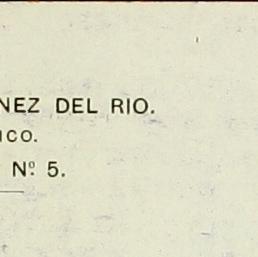 NEZ DEL RIO.
ICO.
Nº 5.